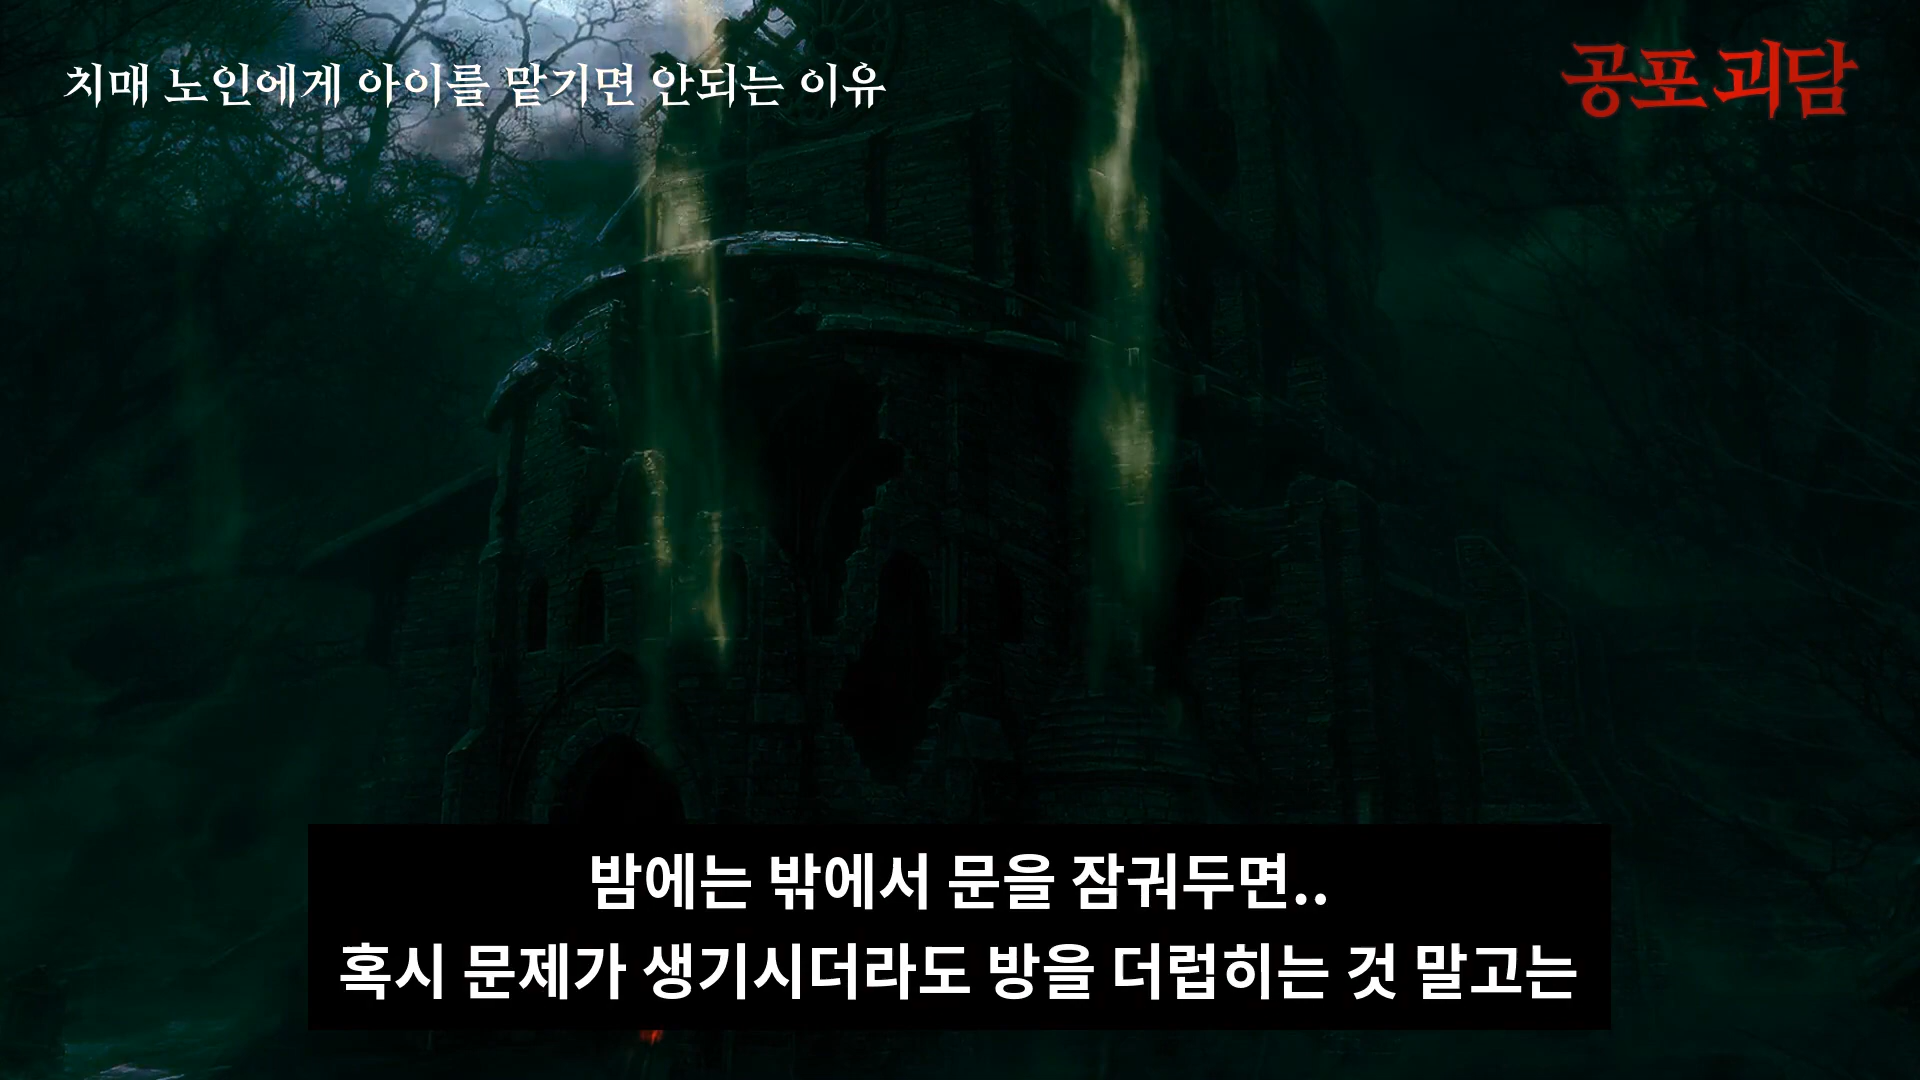 치매 노인에게 아이를 맡기면 안되는 이유
공포 괴담
밤에는 밖에서 문을 잠궈두면..
혹시 문제가 생기시더라도 방을 더럽히는 것 말고는